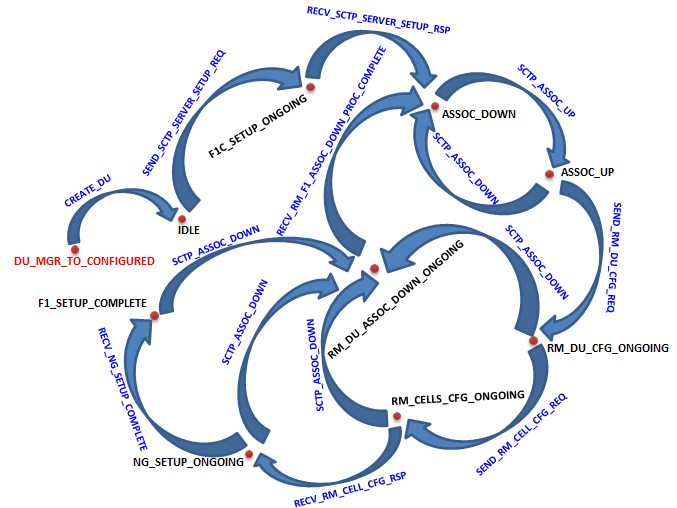 RECV_SCTP_SERVER_SETUP_RSP
SEND_SCTP_SERVER_SETUP_REQ
RECV_RM_F1_ASSOC_DOWN_PROC_COMPLETE
SCTP_ASSOC_UP
F1C_SETUP_ONGOING
ASSOC_DOWN
SCTP_ASSOC_DOWN
ASSOC_UP
CREATE_DU
IDLE
SEND_RM_DU_CFG_REQ
DU_MGR_TO_CONFIGURED
SCTP_ASSOC_DOWN
SCTP_ASSOC_DOWN
F1_SETUP_COMPLETE
RM_DU_ASSOC_DOWN_ONGOING
SCTP_ASSOC_DOWN
RM_DU_CFG_ONGOING
RECV_NG_SETUP_COMPLETE
SCTP_ASSOC_DOWN
RM_CELLS_CFG_ONGOING
SEND_RM_CELL_CFG_REQ
NG_SETUP_ONGOING
RECV_RM_CELL_CFG_RSP